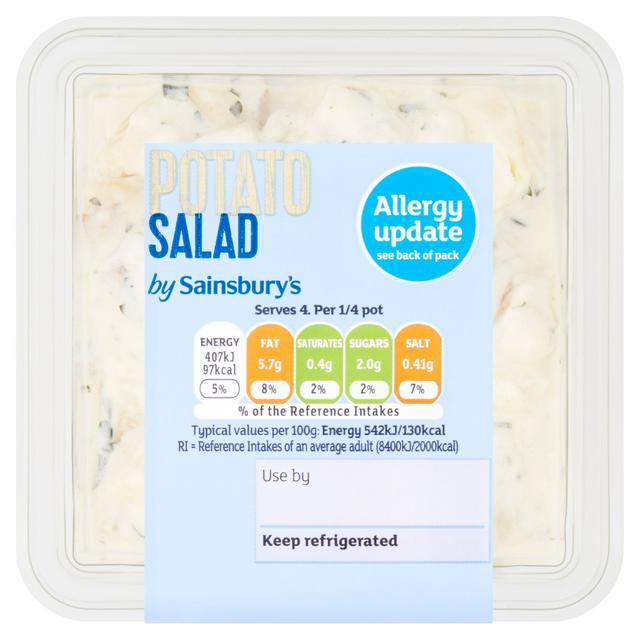 POTATO
SALAD
by Sainsbury's
Allergy
update
see back of pack
Serves 4. Per 1/4 pot
ENERGY
407kJ
97kcal
5%
FAT
5.7g
8%
SATURATES
0.4g
2%
SUGARS
2.0g
2%
SALT
0.41g
7%
% of the Reference Intakes
Typical values per 100g: Energy 542kJ/130kcal
RI = Reference Intakes of an average adult (8400kJ/2000kcal)
Use by
Keep refrigerated